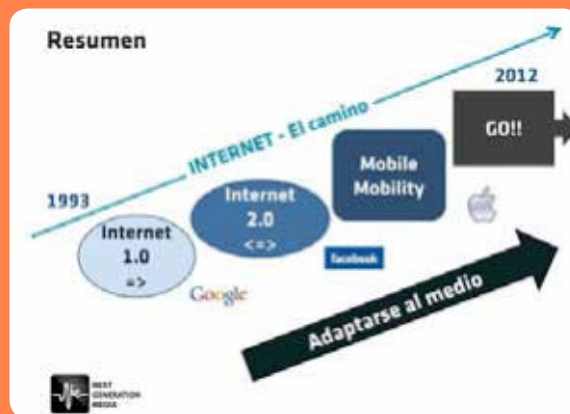 Resumen
2012
INTERNET - El camino
GO!!
Mobile
Mobility
1993
Internet
2.0
<=>
Internet
1.0
=>
facebook
Google
Adaptarse al medio
NEXT
GENERATION
MEDIA